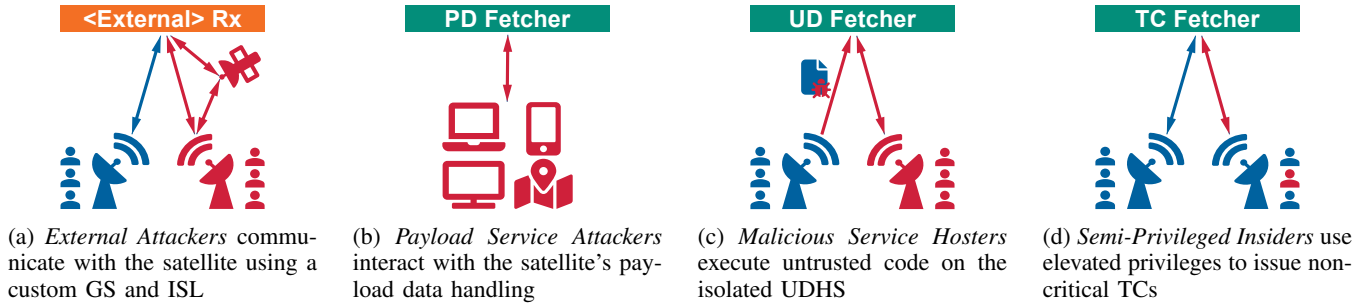 <External> Rx
PD Fetcher
UD Fetcher
TC Fetcher
(a) External Attackers commu-
nicate with the satellite using a
custom GS and ISL
(b) Payload Service Attackers
interact with the satellite's pay-
load data handling
(c) Malicious Service Hosters
execute untrusted code on the
isolated UDHS
(d) Semi-Privileged Insiders use
elevated privileges to issue non-
critical TCs